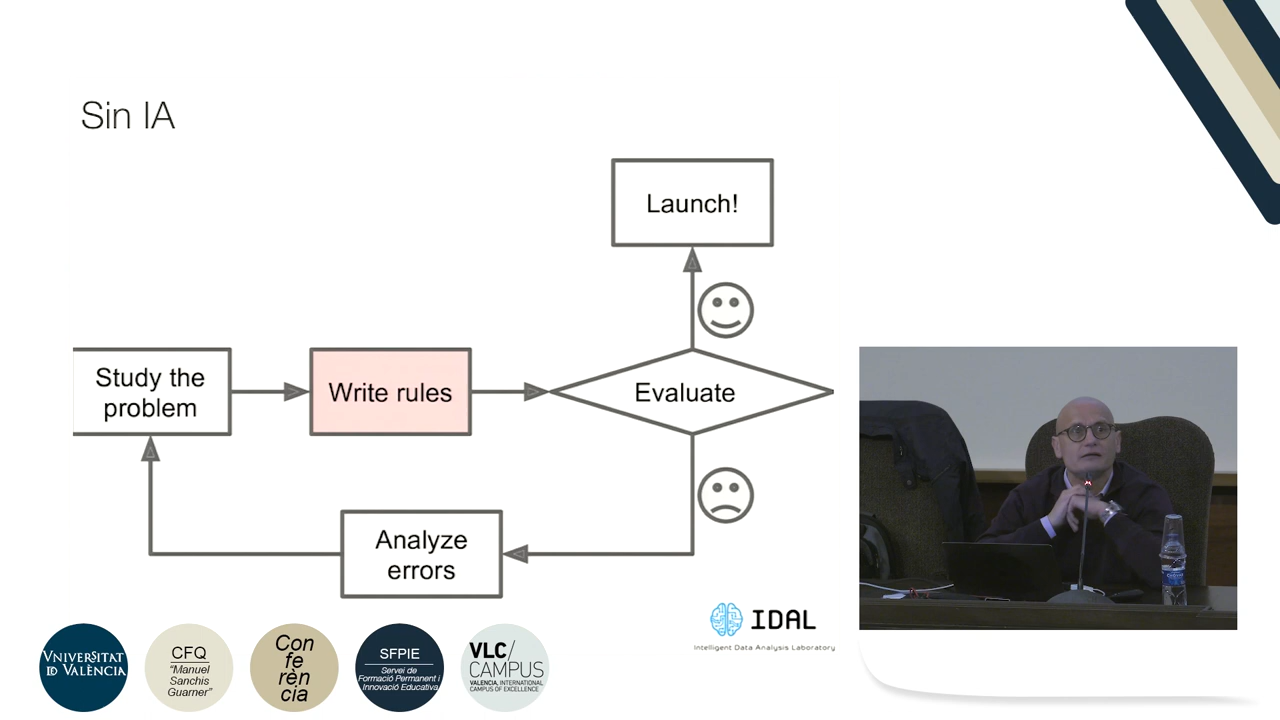 Sin IA
Launch!
Study the
problem
Write rules
Evaluate
Analyze
errors
IDAL
Intelligent Data Analysis Laboratory
VNIVERSITAT
ID VALÈNCIA
CFQ
"Manuel
Sanchis
Guarner"
Con
fe
rèn
cia
SFPIE
Servei de
Formació Permanent i
Innovació Educativa
VLC/
CAMPUS
VALENCIA, INTERNATIONAL
CAMPUS OF EXCELLENCE